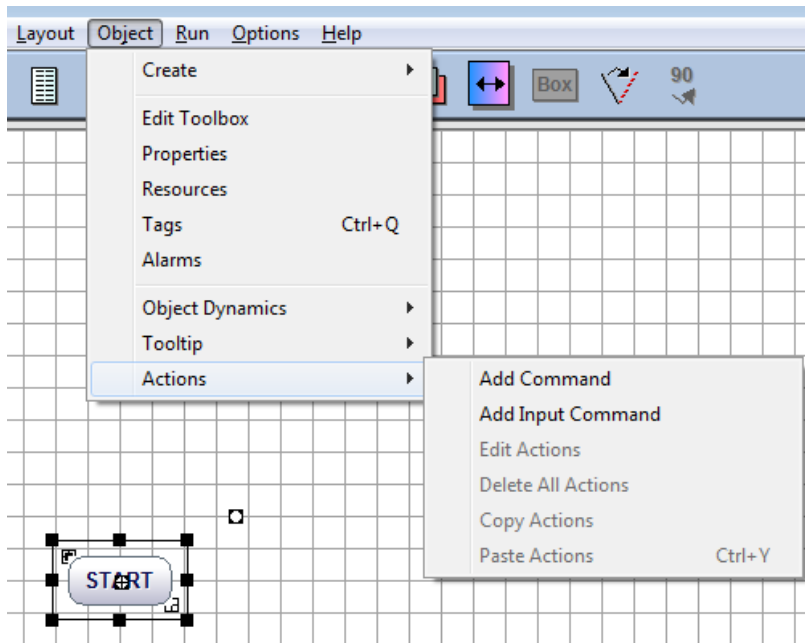 Layout Object Run Options Help
Box 90
Create
Edit Toolbox
Properties
Resources
Tags Ctrl+Q
Alarms
Object Dynamics
Tooltip
Actions
Add Command
Add Input Command
Edit Actions
Delete All Actions
Copy Actions
Paste Actions Ctrl+Y
START